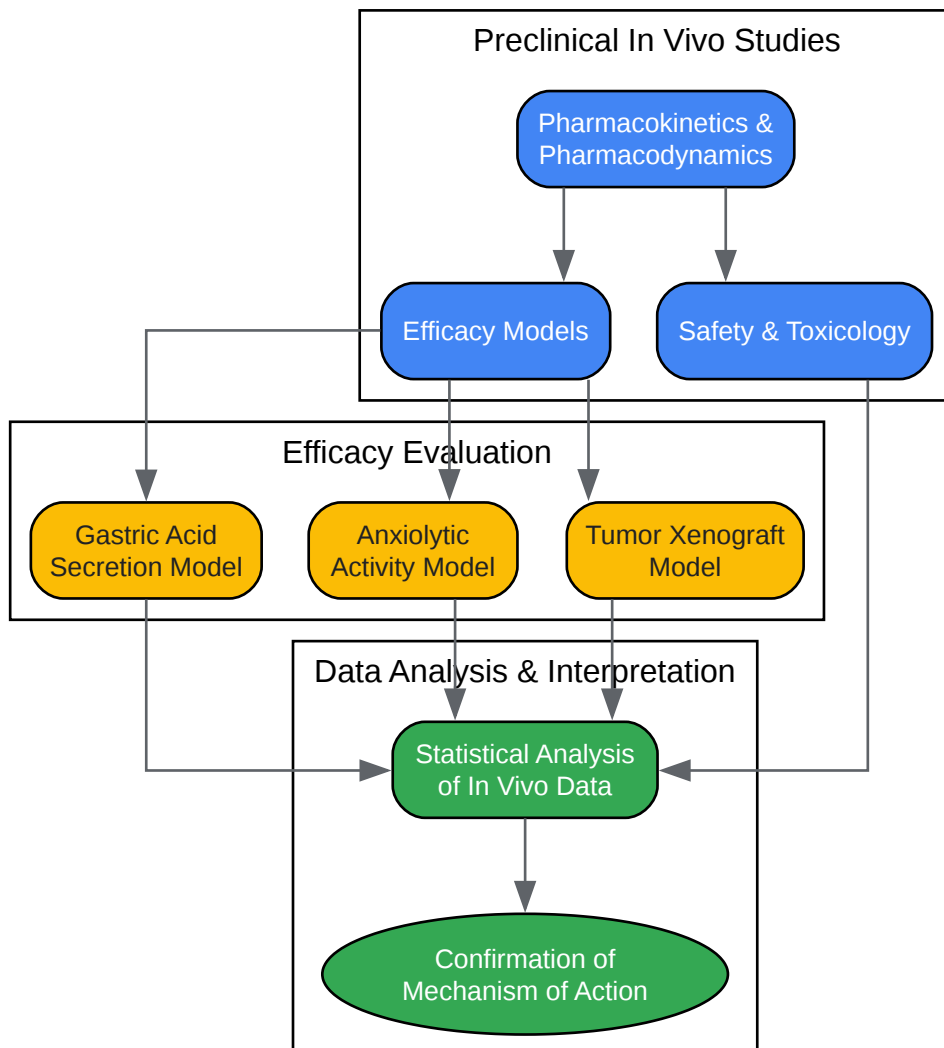 Preclinical In Vivo Studies
Pharmacokinetics &
Pharmacodynamics
Efficacy Models
Safety & Toxicology
Efficacy Evaluation
Gastric Acid
Secretion Model
Anxiolytic
Activity Model
Tumor Xenograft
Model
Data Analysis & Interpretation
Statistical Analysis
of In Vivo Data
Confirmation of
Mechanism of Action